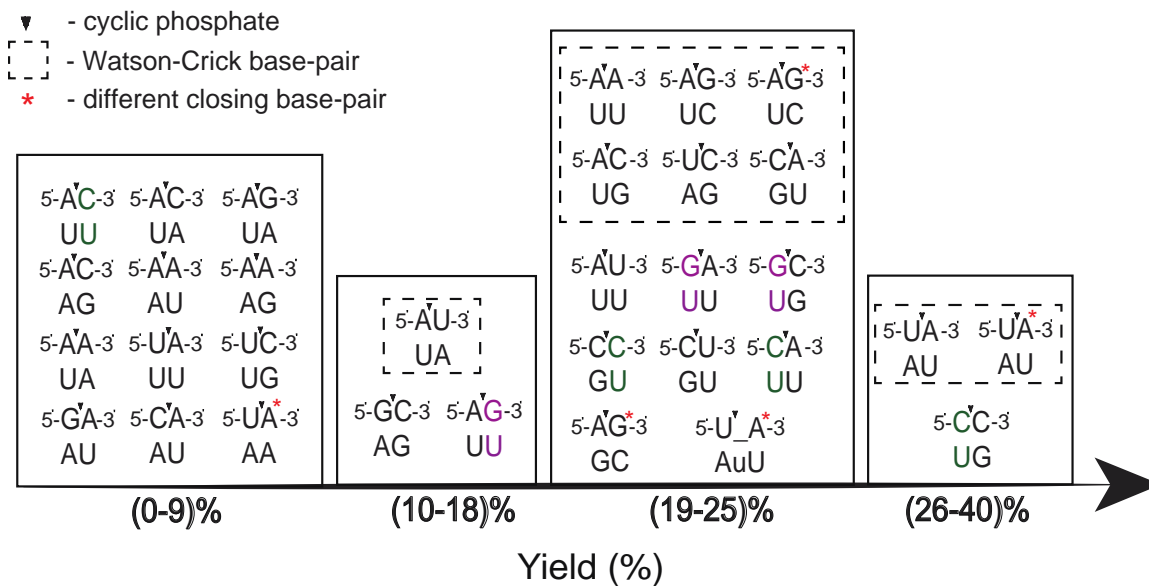 - cyclic phosphate
- Watson-Crick base-pair
* - different closing base-pair
5'-AC-3' 5'-AC-3' 5'-AG-3'
UU UA UA
5'-AC-3' 5'-AA-3' 5'-AA-3'
AG AU AG
5'-AA-3' 5'-UA-3' 5'-UC-3'
UA UU UG
5'-GA-3' 5'-CA-3' 5'-UA*-3'
AU AU AA
(0-9)%
5'-AU-3'
UA
5'-GC-3' 5'-AG-3'
AG UU
(10-18)%
5'-AA-3' 5'-AG-3' 5'-AG*-3'
UU UC UC
5'-AC-3' 5'-UC-3' 5'-CA-3'
UG AG GU
5'-AU-3' 5'-GA-3' 5'-GC-3'
UU UU UG
5'-CC-3' 5'-CU-3' 5'-CA-3'
GU GU UU
5'-AG*-3' 5'-U_A*-3'
GC AuU
(19-25)%
5'-UA-3' 5'-UA*-3'
AU AU
5'-CC-3'
UG
(26-40)%
Yield (%)